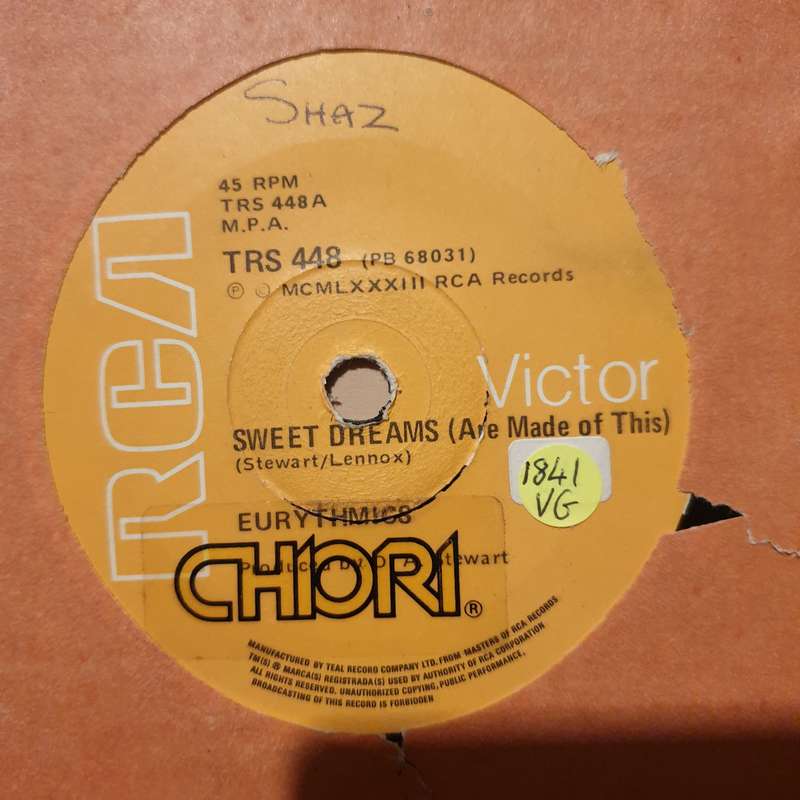 SHAZ
45 RPM
TRS 448A
M.P.A.
TRS 448 (PB 68031)
Ⓟ © MCMLXXXIII RCA Records
RCA
Victor
SWEET DREAMS (Are Made of This)
(Stewart/Lennox)
1841
VG
EURYTHMICS
Produced by D. A. Stewart
CHIORI®
MANUFACTURED BY TEAL RECORD COMPANY LTD. FROM MASTERS OF RCA RECORDS
TM(S) ® MARCA(S) REGISTRADA(S) USED BY AUTHORITY OF RCA CORPORATION
ALL RIGHTS RESERVED. UNAUTHORIZED COPYING, PUBLIC PERFORMANCE,
BROADCASTING OF THIS RECORD IS FORBIDDEN